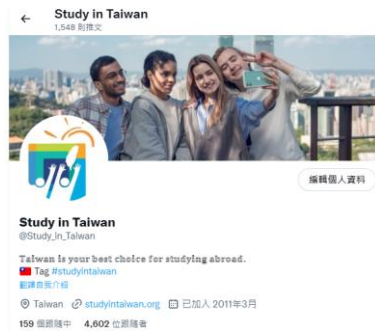 Study in Taiwan
1,548 則推文
編輯個人資料
Study in Taiwan
@Study_In_Taiwan
Taiwan is your best choice for studying abroad.
🇹🇼 Tag #studyintaiwan
翻譯自我介紹
Taiwan studyintaiwan.org 已加入 2011年3月
159 個跟隨中 4,602 位跟隨者